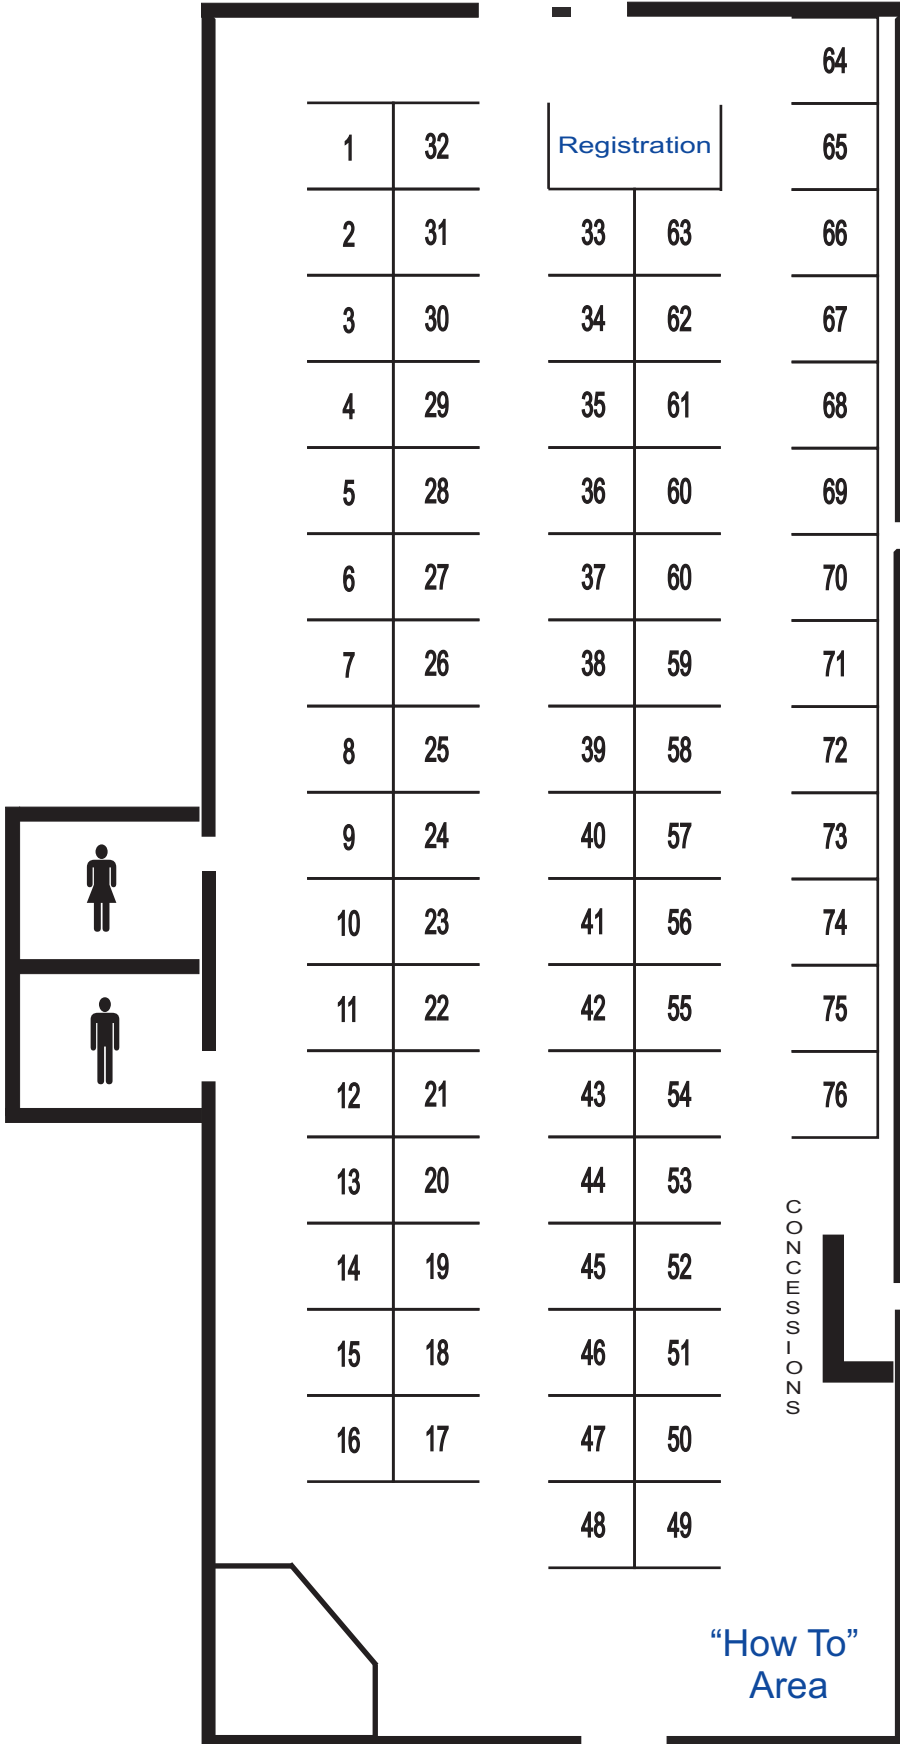 64
1 32 Registration 65
2 31 33 63 66
3 30 34 62 67
4 29 35 61 68
5 28 36 60 69
6 27 37 60 70
7 26 38 59 71
8 25 39 58 72
9 24 40 57 73
10 23 41 56 74
11 22 42 55 75
12 21 43 54 76
13 20 44 53
14 19 45 52
15 18 46 51
16 17 47 50
48 49
CONCESSIONS
“How To”
Area